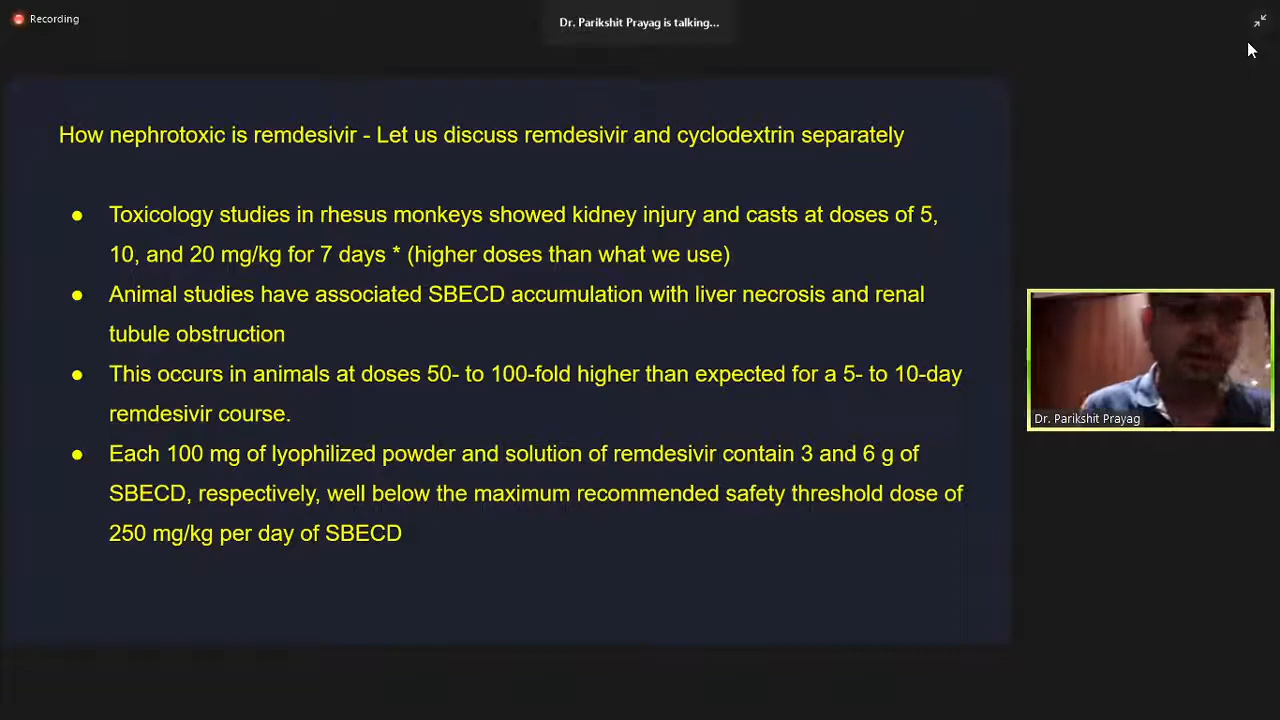 Recording
Dr. Parikshit Prayag is talking...
How nephrotoxic is remdesivir - Let us discuss remdesivir and cyclodextrin separately
● Toxicology studies in rhesus monkeys showed kidney injury and casts at doses of 5,
10, and 20 mg/kg for 7 days * (higher doses than what we use)
● Animal studies have associated SBECD accumulation with liver necrosis and renal
tubule obstruction
● This occurs in animals at doses 50- to 100-fold higher than expected for a 5- to 10-day
remdesivir course.
● Each 100 mg of lyophilized powder and solution of remdesivir contain 3 and 6 g of
SBECD, respectively, well below the maximum recommended safety threshold dose of
250 mg/kg per day of SBECD
Dr. Parikshit Prayag